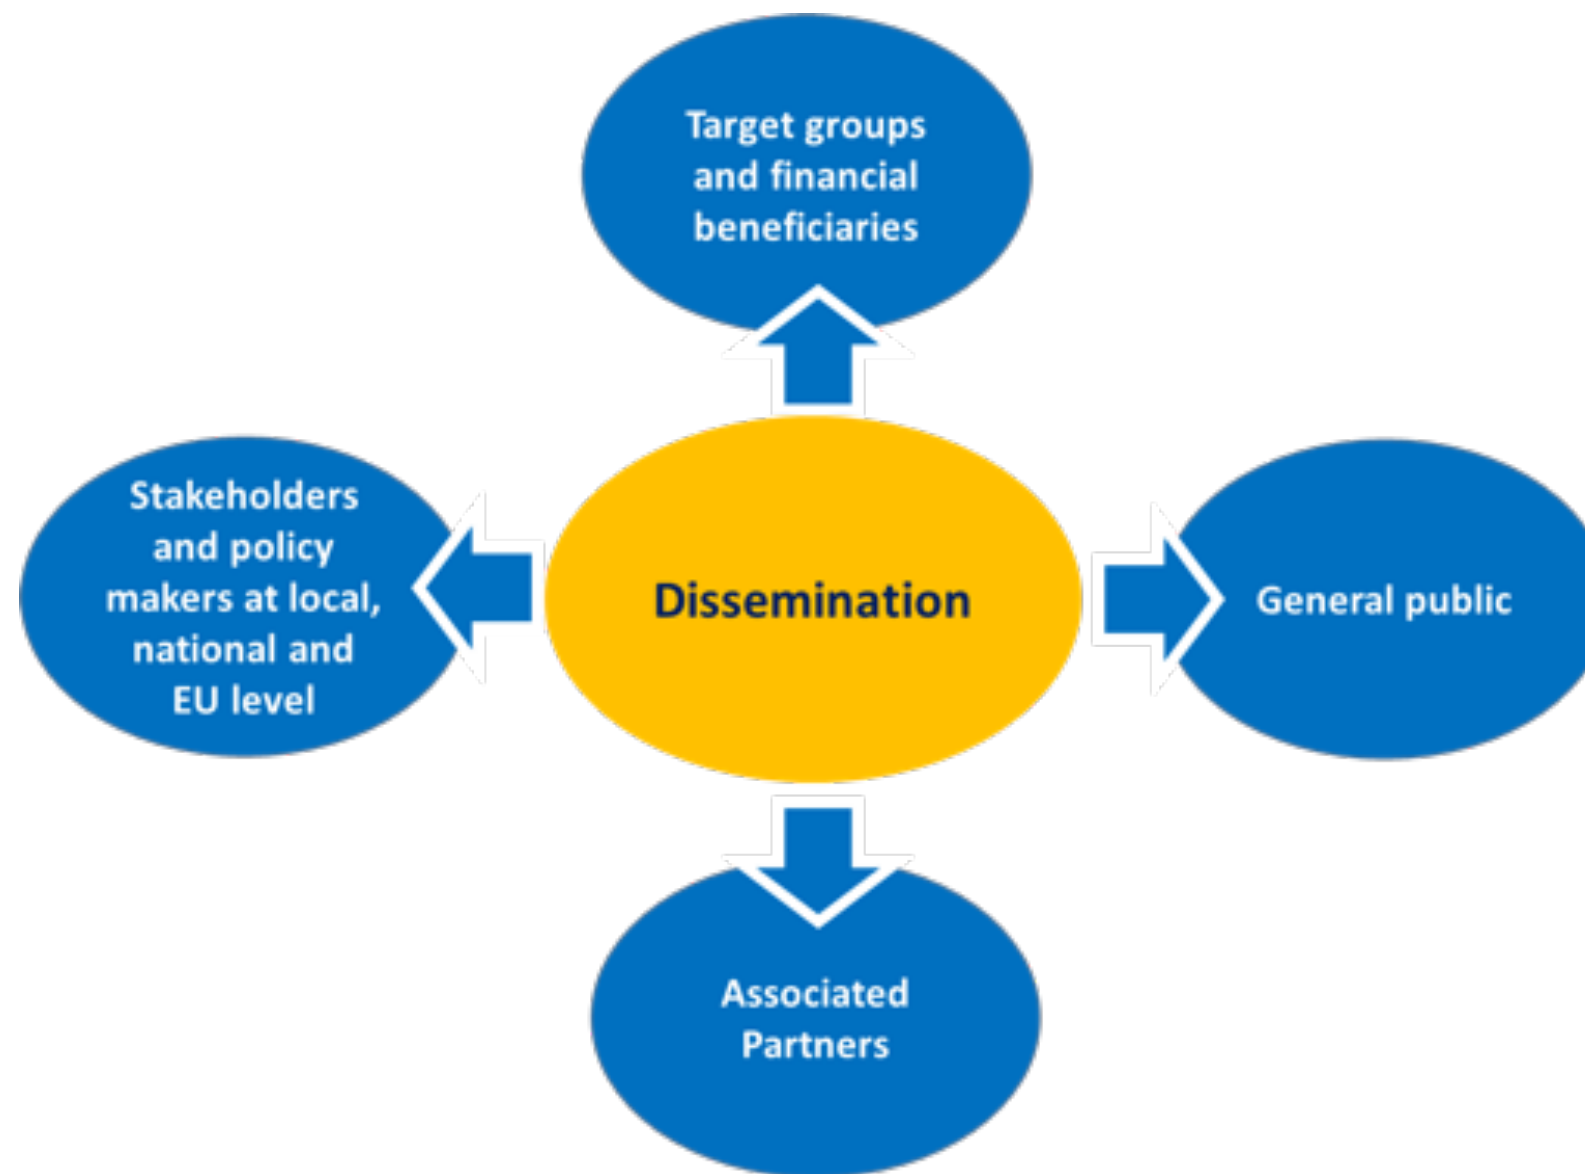 Target groups
and financial
beneficiaries
Stakeholders
and policy
makers at local,
national and
EU level
Dissemination
General public
Associated
Partners